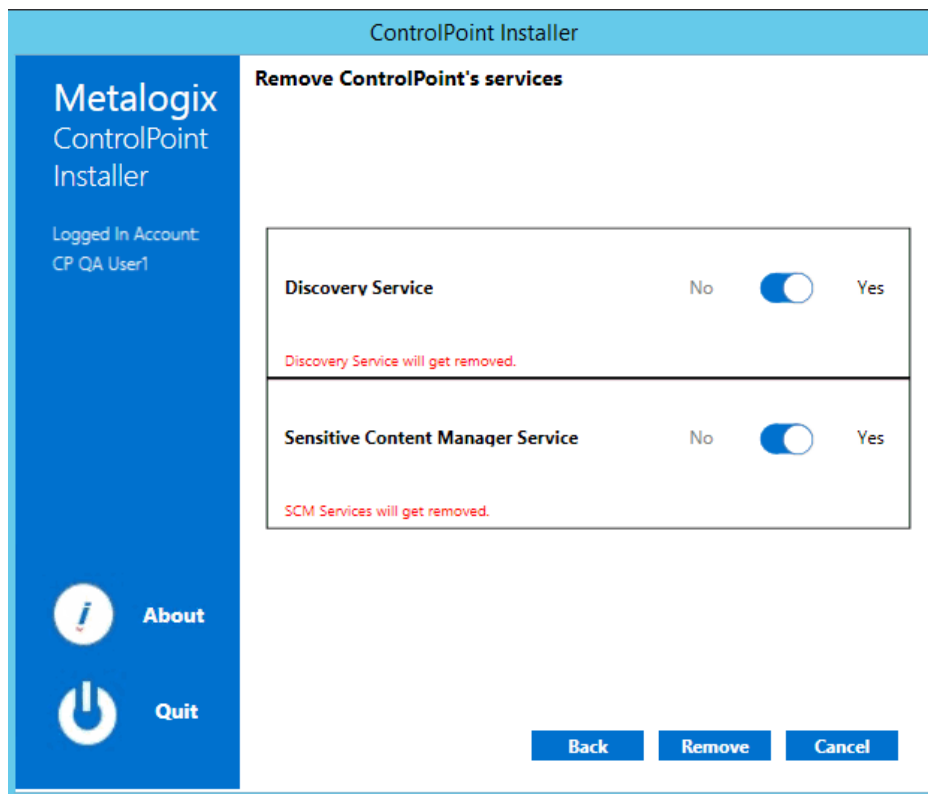 ControlPoint Installer
Metalogix
ControlPoint
Installer
Logged In Account:
CP QA User1
About
Quit
Remove ControlPoint's services
Discovery Service No Yes
Discovery Service will get removed.
Sensitive Content Manager Service No Yes
SCM Services will get removed.
Back Remove Cancel